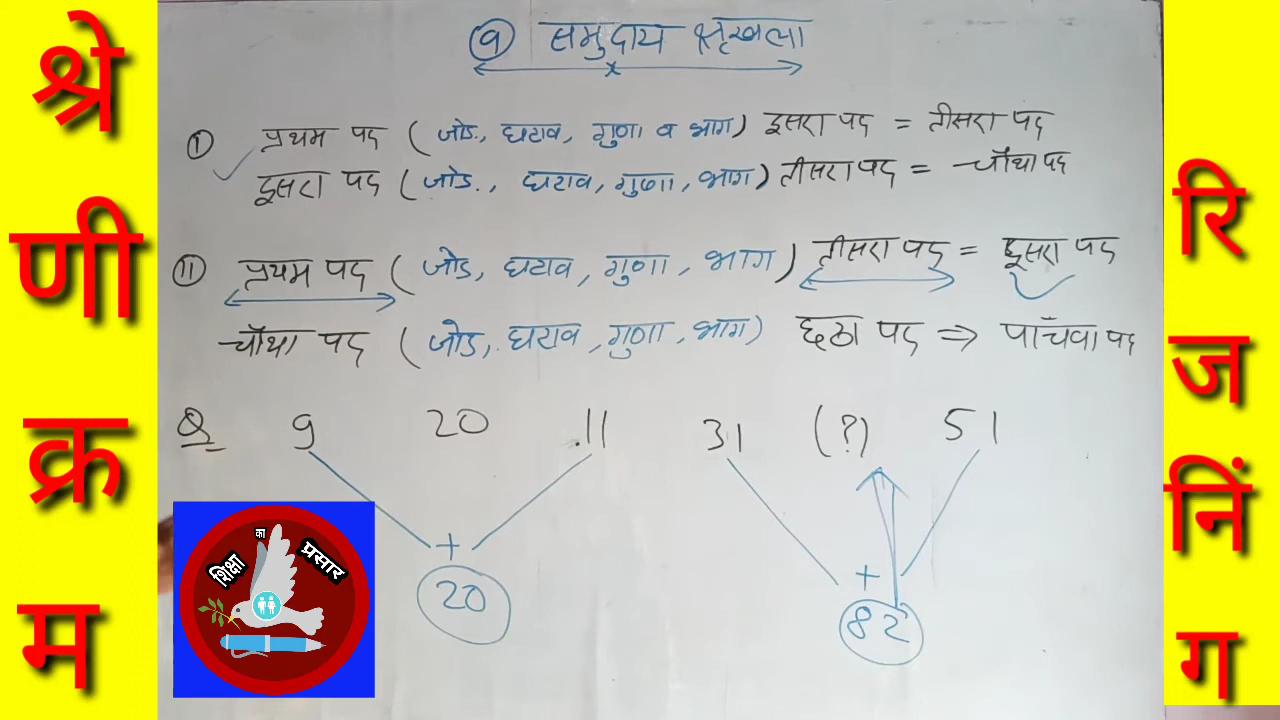 श्रेणीक्रम
रिजनिंग
⑨ समुदाय श्रृखला
① प्रथम पद (जोड., घटाव, गुणा व भाग) दूसरा पद = तीसरा पद
दूसरा पद (जोड., घटाव, गुणा, भाग) तीसरा पद = चौथा पद
⑪ प्रथम पद (जोड, घटाव, गुणा, भाग) तीसरा पद = दूसरा पद
चौथा पद (जोड, घटाव, गुणा, भाग) छठा पद ⇒ पाँचवा पद
Q. 9 20 11 31 (?) 51
+ +
20 82
शिक्षा का प्रसार